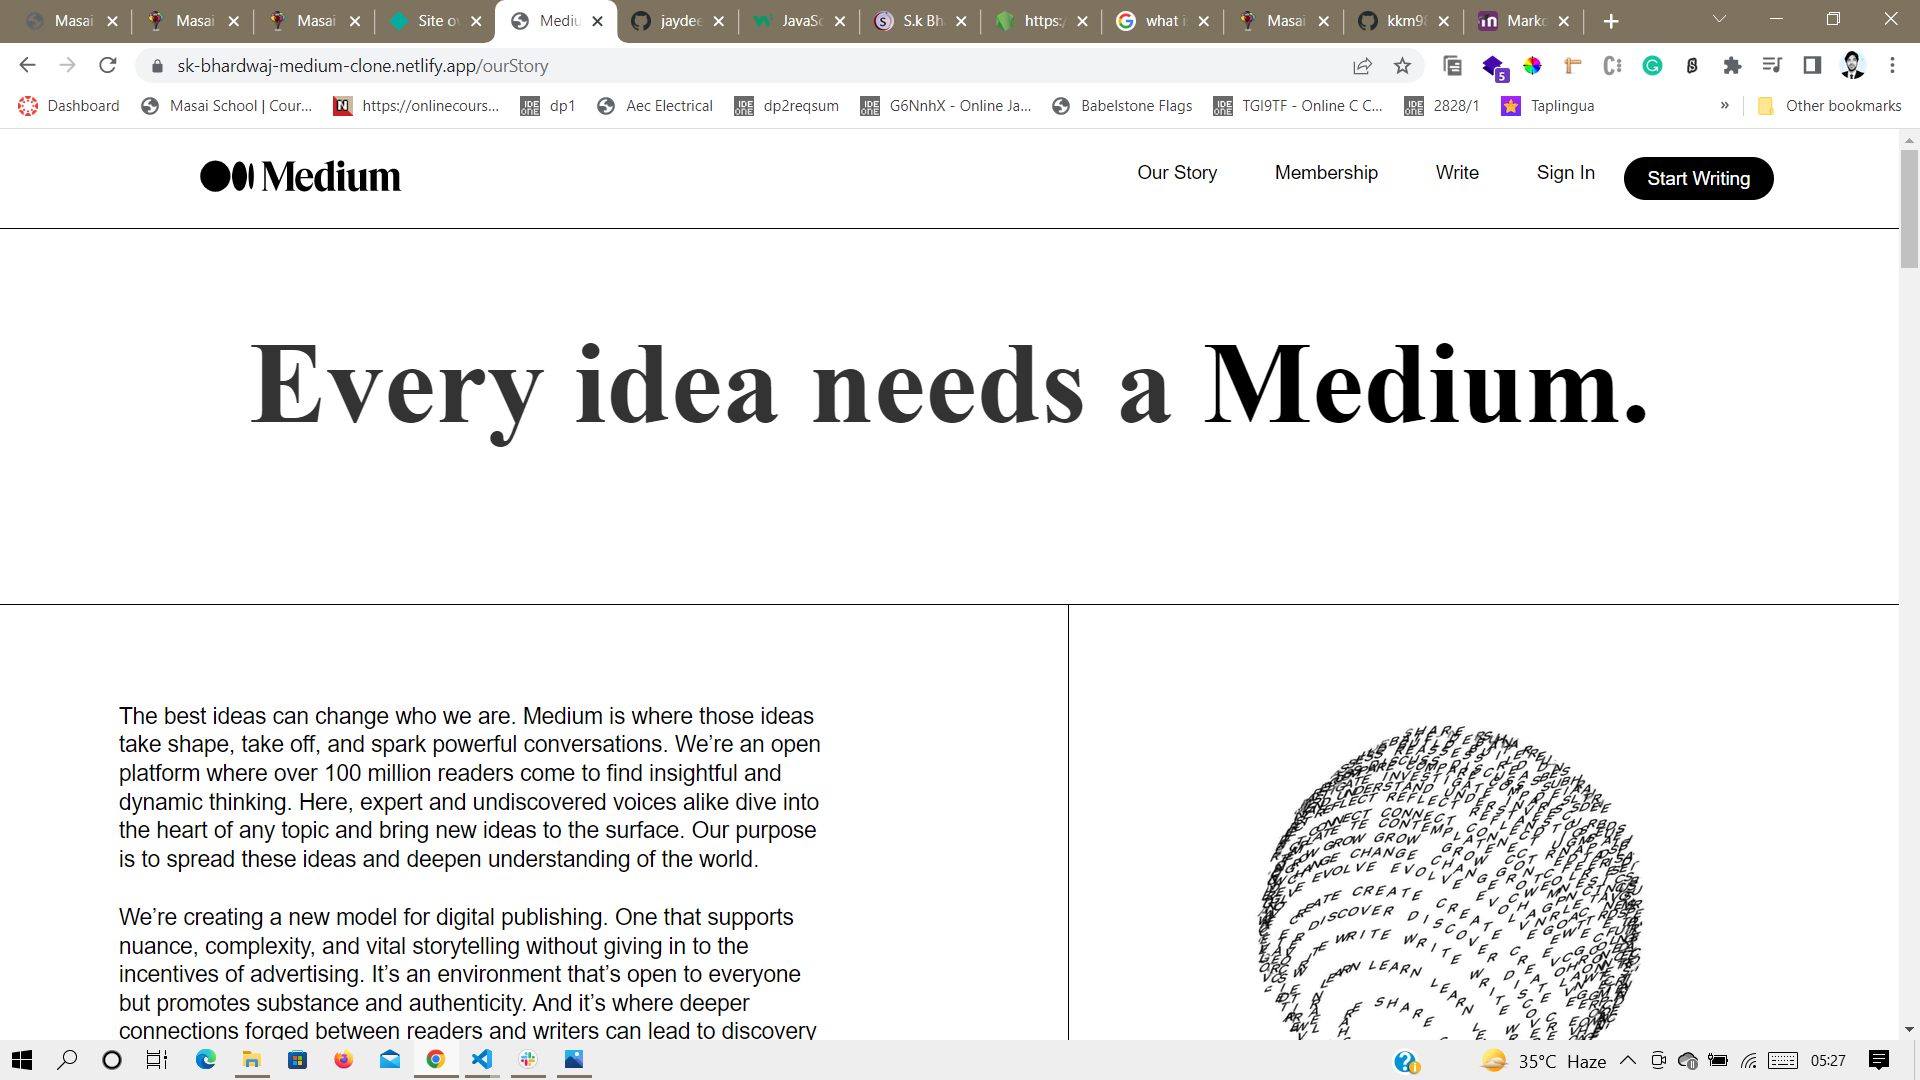 Masai
Masai
Masai
Site o
Mediu
jaydee
JavaSc
S.k Bh
https:/
what i
Masai
kkm98
Marko
sk-bhardwaj-medium-clone.netlify.app/ourStory
5
Dashboard
Masai School | Cour...
https://onlinecours...
dp1
Aec Electrical
dp2reqsum
G6NnhX - Online Ja...
Babelstone Flags
TGI9TF - Online C C...
2828/1
Taplingua
»
Other bookmarks
Medium
Our Story
Membership
Write
Sign In
Start Writing
Every idea needs a Medium.
The best ideas can change who we are. Medium is where those ideas
take shape, take off, and spark powerful conversations. We’re an open
platform where over 100 million readers come to find insightful and
dynamic thinking. Here, expert and undiscovered voices alike dive into
the heart of any topic and bring new ideas to the surface. Our purpose
is to spread these ideas and deepen understanding of the world.
We’re creating a new model for digital publishing. One that supports
nuance, complexity, and vital storytelling without giving in to the
incentives of advertising. It’s an environment that’s open to everyone
but promotes substance and authenticity. And it’s where deeper
connections forged between readers and writers can lead to discovery
SHARE
CONNECT CONNECT
GROW GROW
CHANGE CHANGE
EVOLVE
CREATE CREATE
DISCOVER
WRITE WRITE
LEARN LEARN
SHARE
35°C Haze
05:27